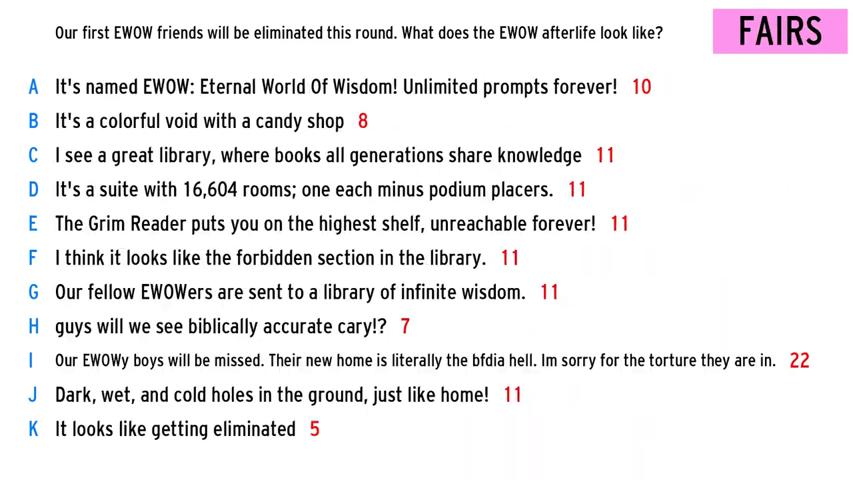 Our first EWOW friends will be eliminated this round. What does the EWOW afterlife look like?
FAIRS
A It's named EWOW: Eternal World Of Wisdom! Unlimited prompts forever! 10
B It's a colorful void with a candy shop 8
C I see a great library, where books all generations share knowledge 11
D It's a suite with 16,604 rooms; one each minus podium placers. 11
E The Grim Reader puts you on the highest shelf, unreachable forever! 11
F I think it looks like the forbidden section in the library. 11
G Our fellow EWOWers are sent to a library of infinite wisdom. 11
H guys will we see biblically accurate cary!? 7
I Our EWOWy boys will be missed. Their new home is literally the bfdia hell. Im sorry for the torture they are in. 22
J Dark, wet, and cold holes in the ground, just like home! 11
K It looks like getting eliminated 5